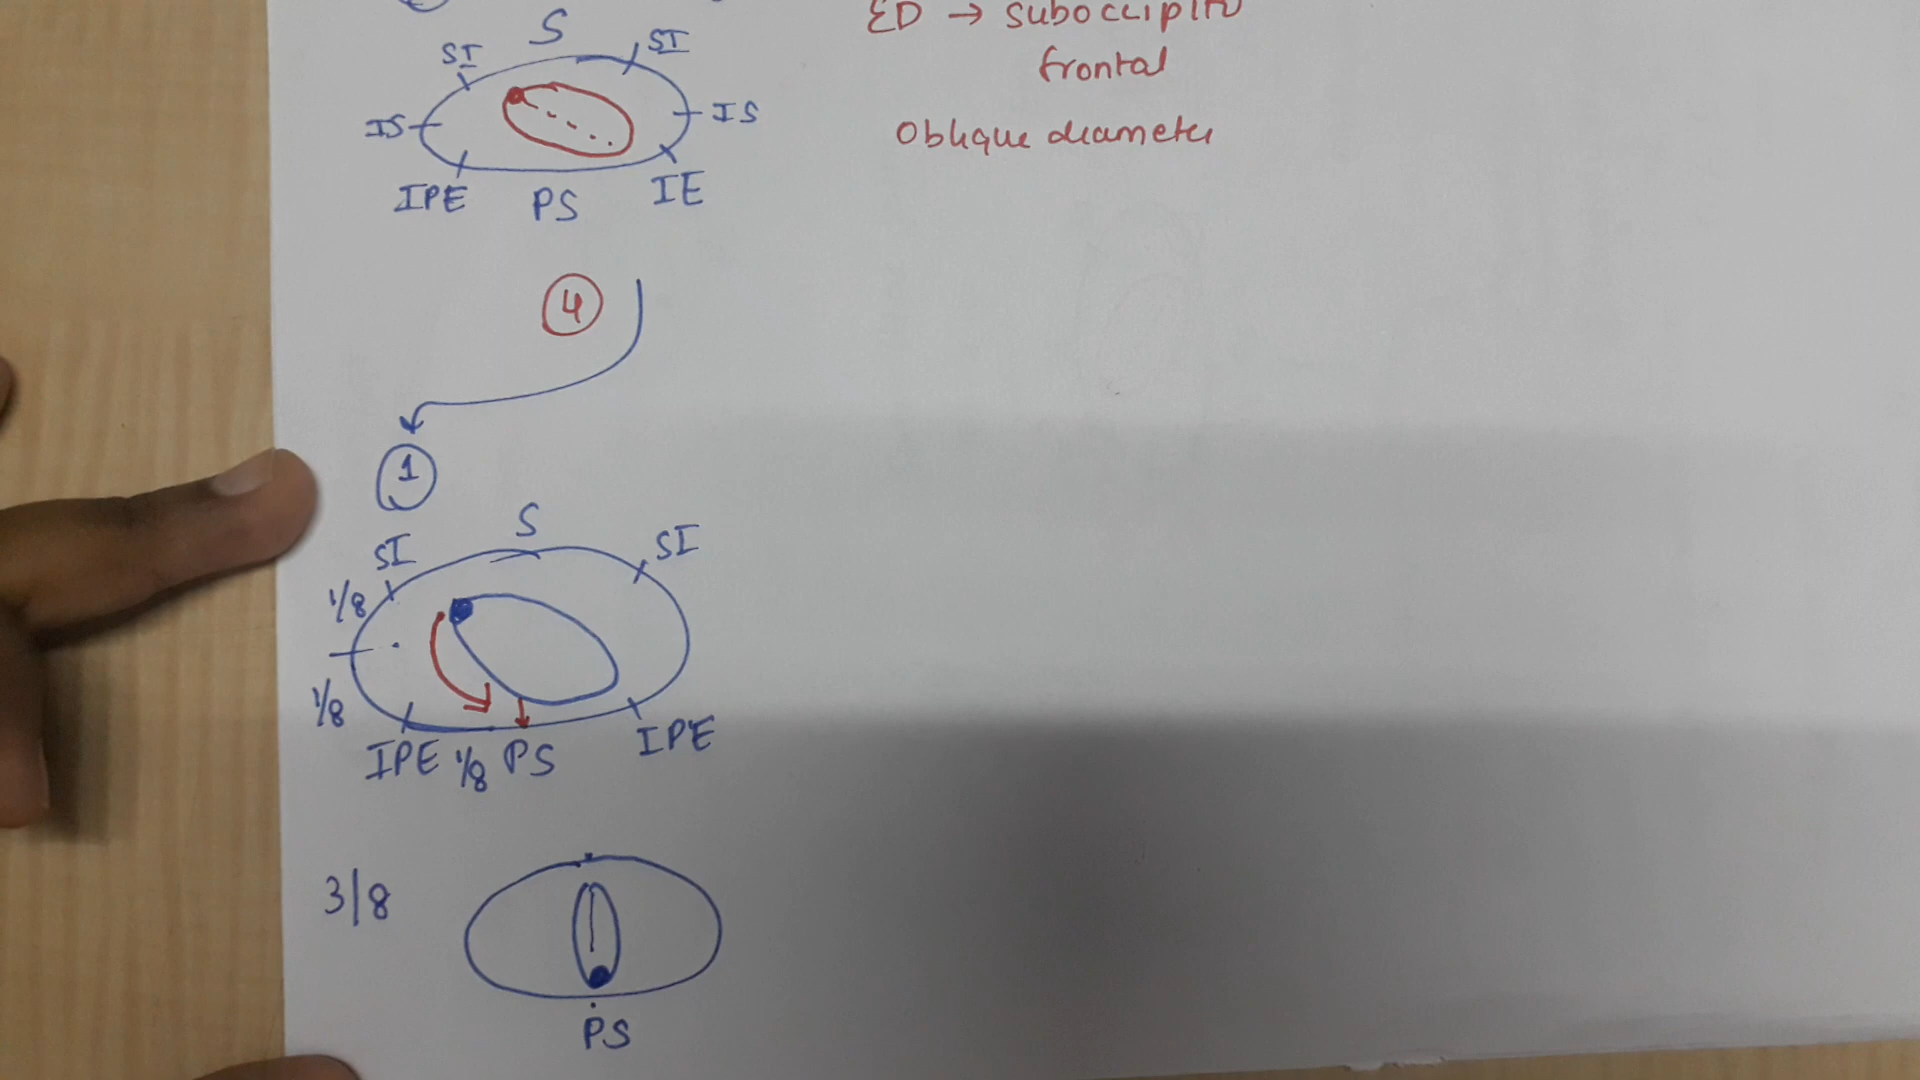 ED → suboccipito
frontal
Oblique diameter
S
SI
SI
IS
IS
IPE
PS
IE
4
1
S
SI
SI
1/8
1/8
IPE
1/8
PS
IPE
3/8
PS